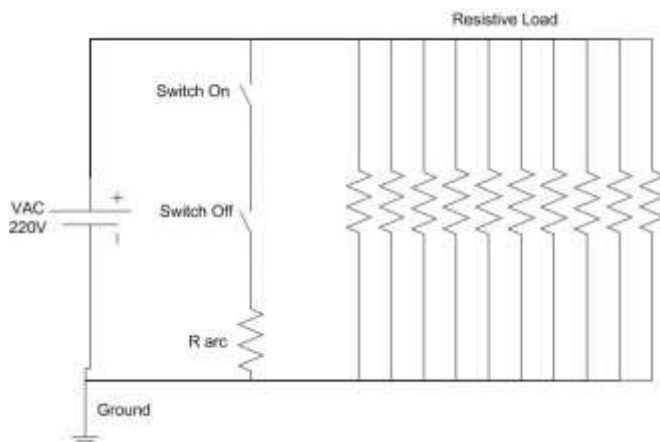 Resistive Load
Switch On
+
VAC
220V
Switch Off
R arc
Ground